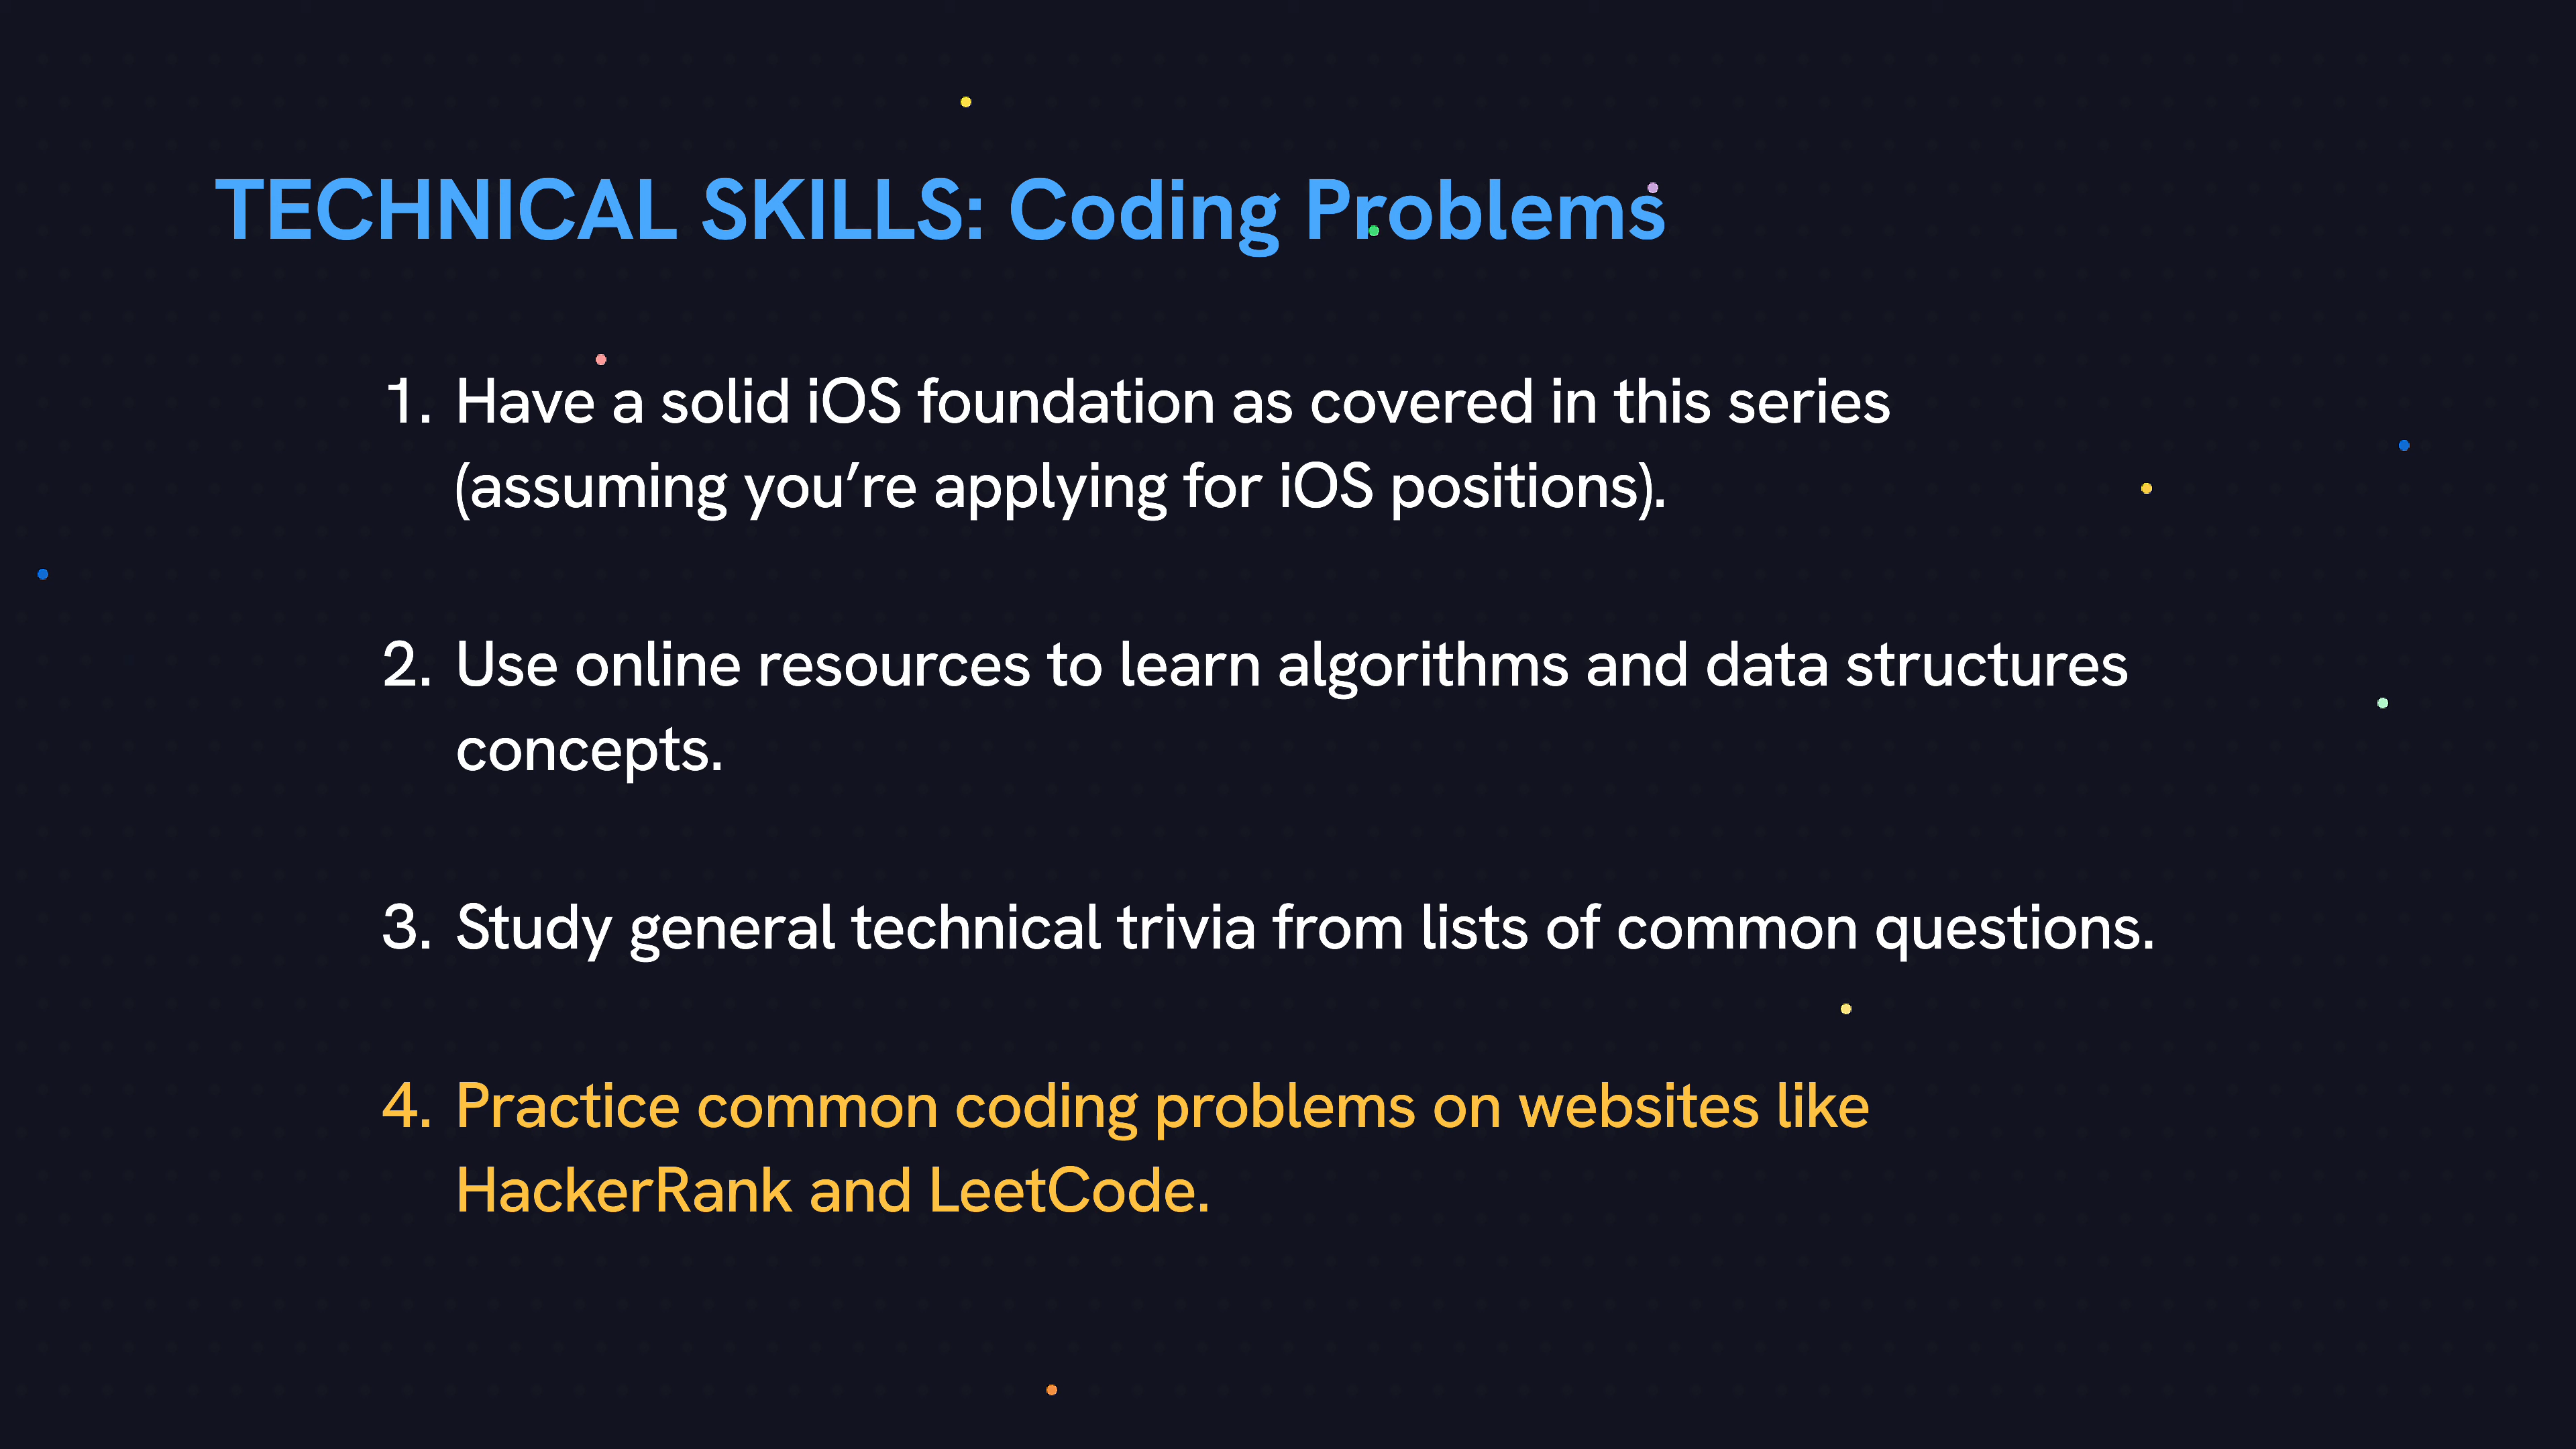 TECHNICAL SKILLS: Coding Problems
1. Have a solid iOS foundation as covered in this series
(assuming you’re applying for iOS positions).
2. Use online resources to learn algorithms and data structures
concepts.
3. Study general technical trivia from lists of common questions.
4. Practice common coding problems on websites like
HackerRank and LeetCode.